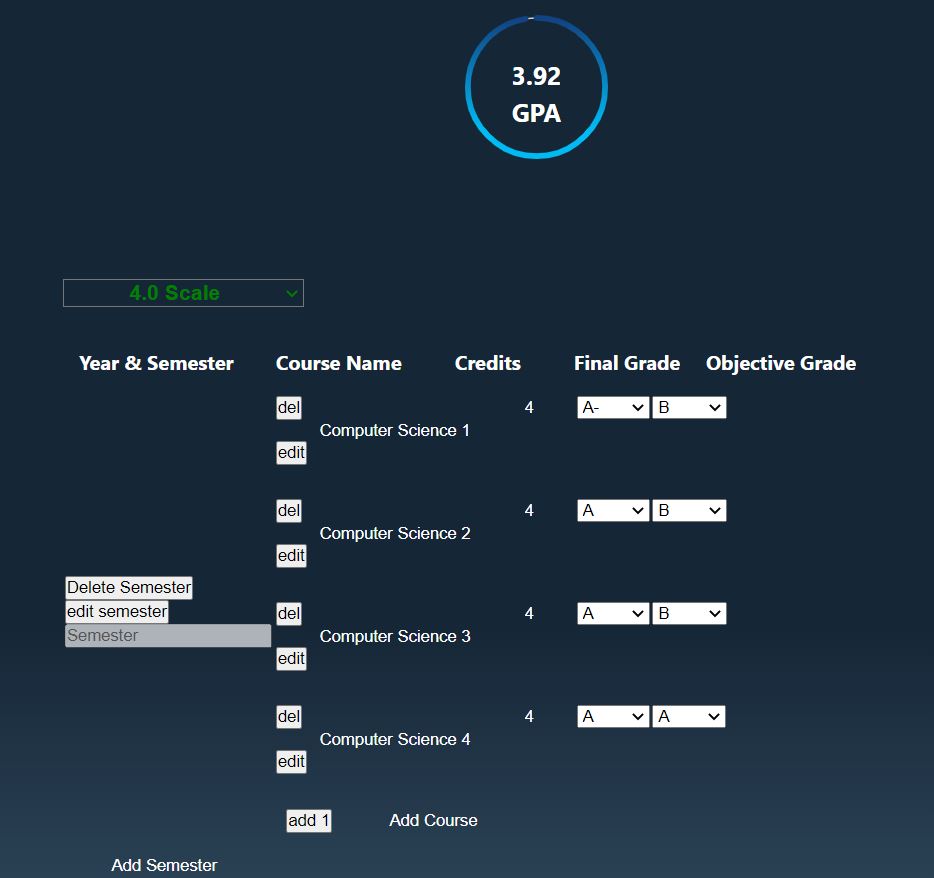 3.92
GPA
4.0 Scale
Year & Semester Course Name Credits Final Grade Objective Grade
del 4 A- B
Computer Science 1
edit
del 4 A B
Computer Science 2
edit
Delete Semester
edit semester
Semester
del 4 A B
Computer Science 3
edit
del 4 A A
Computer Science 4
edit
add 1 Add Course
Add Semester